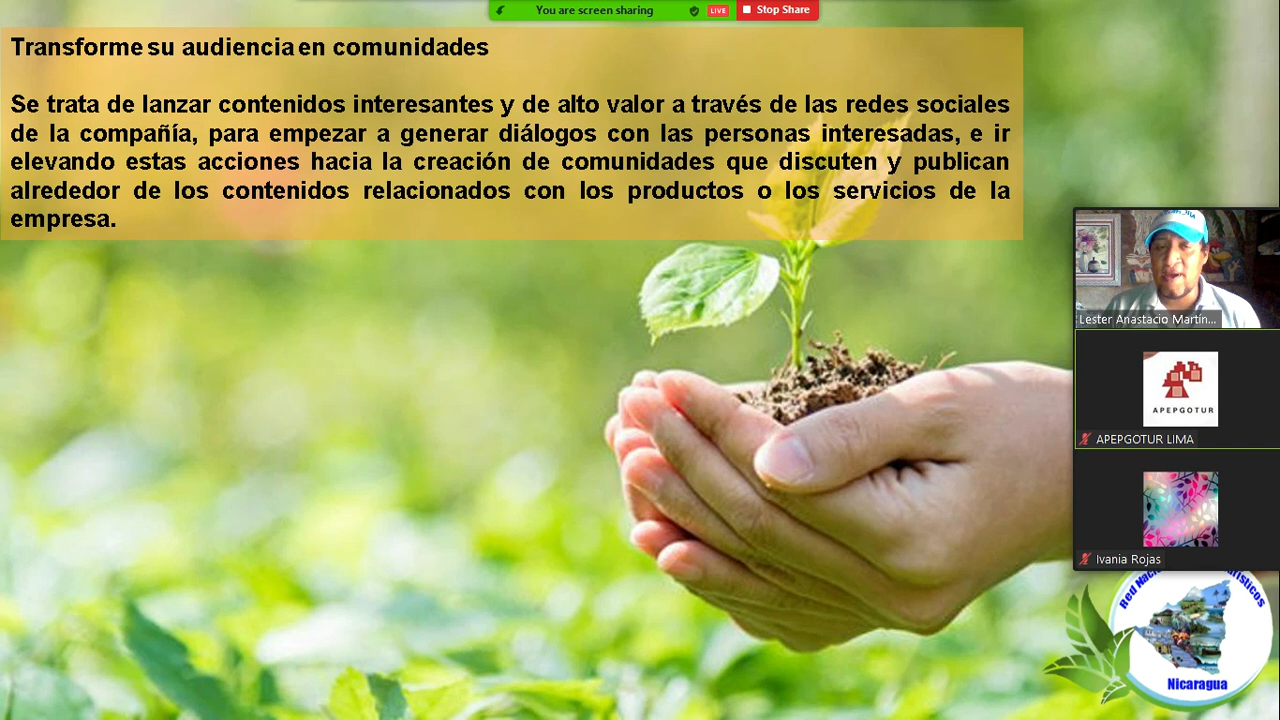 You are screen sharing
LIVE
Stop Share
Transforme su audiencia en comunidades
Se trata de lanzar contenidos interesantes y de alto valor a través de las redes sociales
de la compañía, para empezar a generar diálogos con las personas interesadas, e ir
elevando estas acciones hacia la creación de comunidades que discuten y publican
alrededor de los contenidos relacionados con los productos o los servicios de la
empresa.
Lester Anastacio Martín...
APEPGOTUR
APEPGOTUR LIMA
Ivania Rojas
Red
Nicaragua